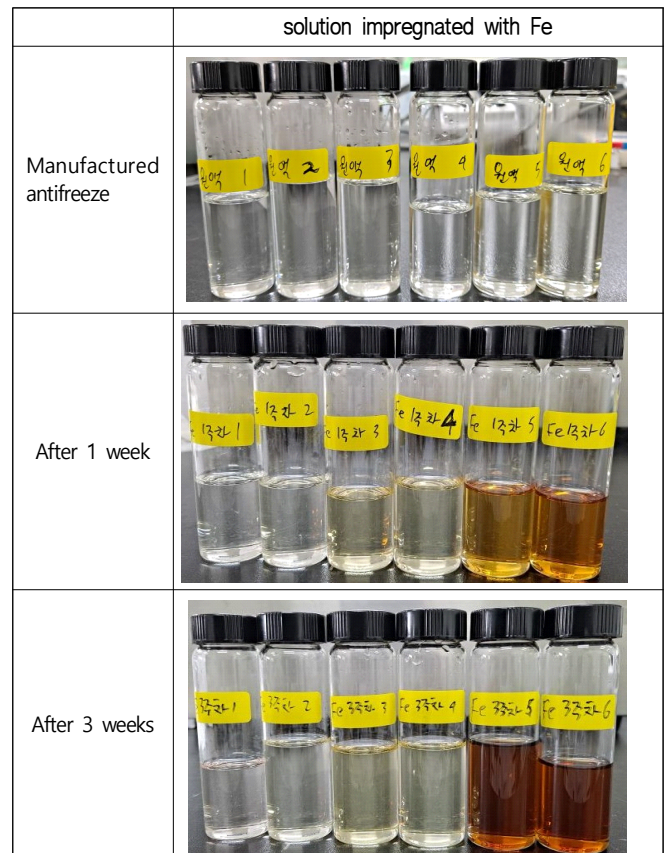 solution impregnated with Fe
Manufactured
antifreeze
원액 1
원액 2
원액 3
원액 4
원액 5
원액 6
After 1 week
Fe 1주차 1
Fe 1주차 2
Fe 1주차 3
Fe 1주차 4
Fe 1주차 5
Fe 1주차 6
After 3 weeks
Fe 3주차 1
Fe 3주차 2
Fe 3주차 3
Fe 3주차 4
Fe 3주차 5
Fe 3주차 6